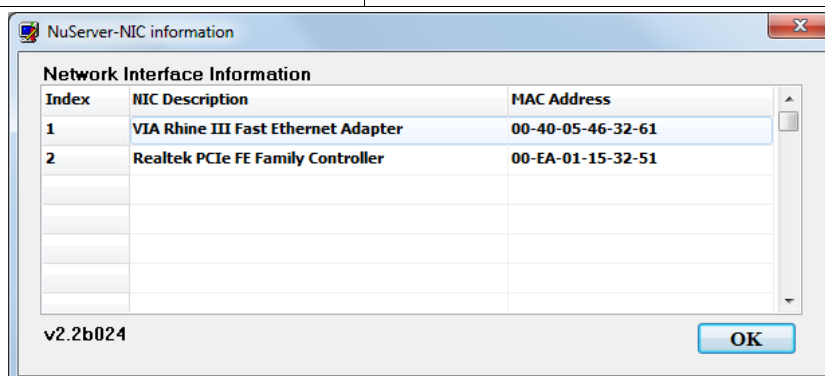 NuServer-NIC information
Network Interface Information
Index NIC Description MAC Address
1 VIA Rhine III Fast Ethernet Adapter 00-40-05-46-32-61
2 Realtek PCIe FE Family Controller 00-EA-01-15-32-51
v2.2b024
OK